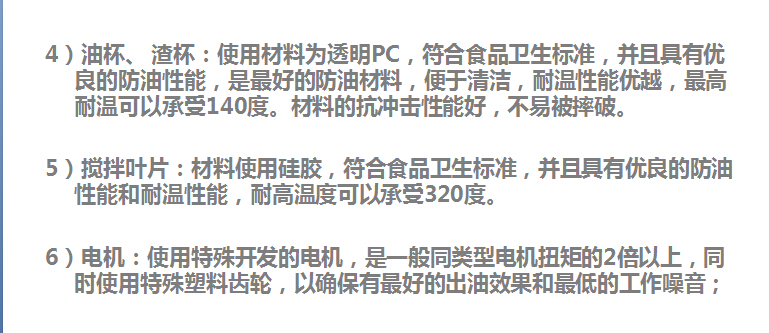 4）油杯、 渣杯：使用材料为透明PC，符合食品卫生标准，并且具有优
良的防油性能，是最好的防油材料，便于清洁，耐温性能优越，最高
耐温可以承受140度。材料的抗冲击性能好，不易被摔破。
5）搅拌叶片：材料使用硅胶，符合食品卫生标准，并且具有优良的防油
性能和耐温性能，耐高温度可以承受320度。
6）电机：使用特殊开发的电机，是一般同类型电机扭矩的2倍以上，同
时使用特殊塑料齿轮，以确保有最好的出油效果和最低的工作噪音；